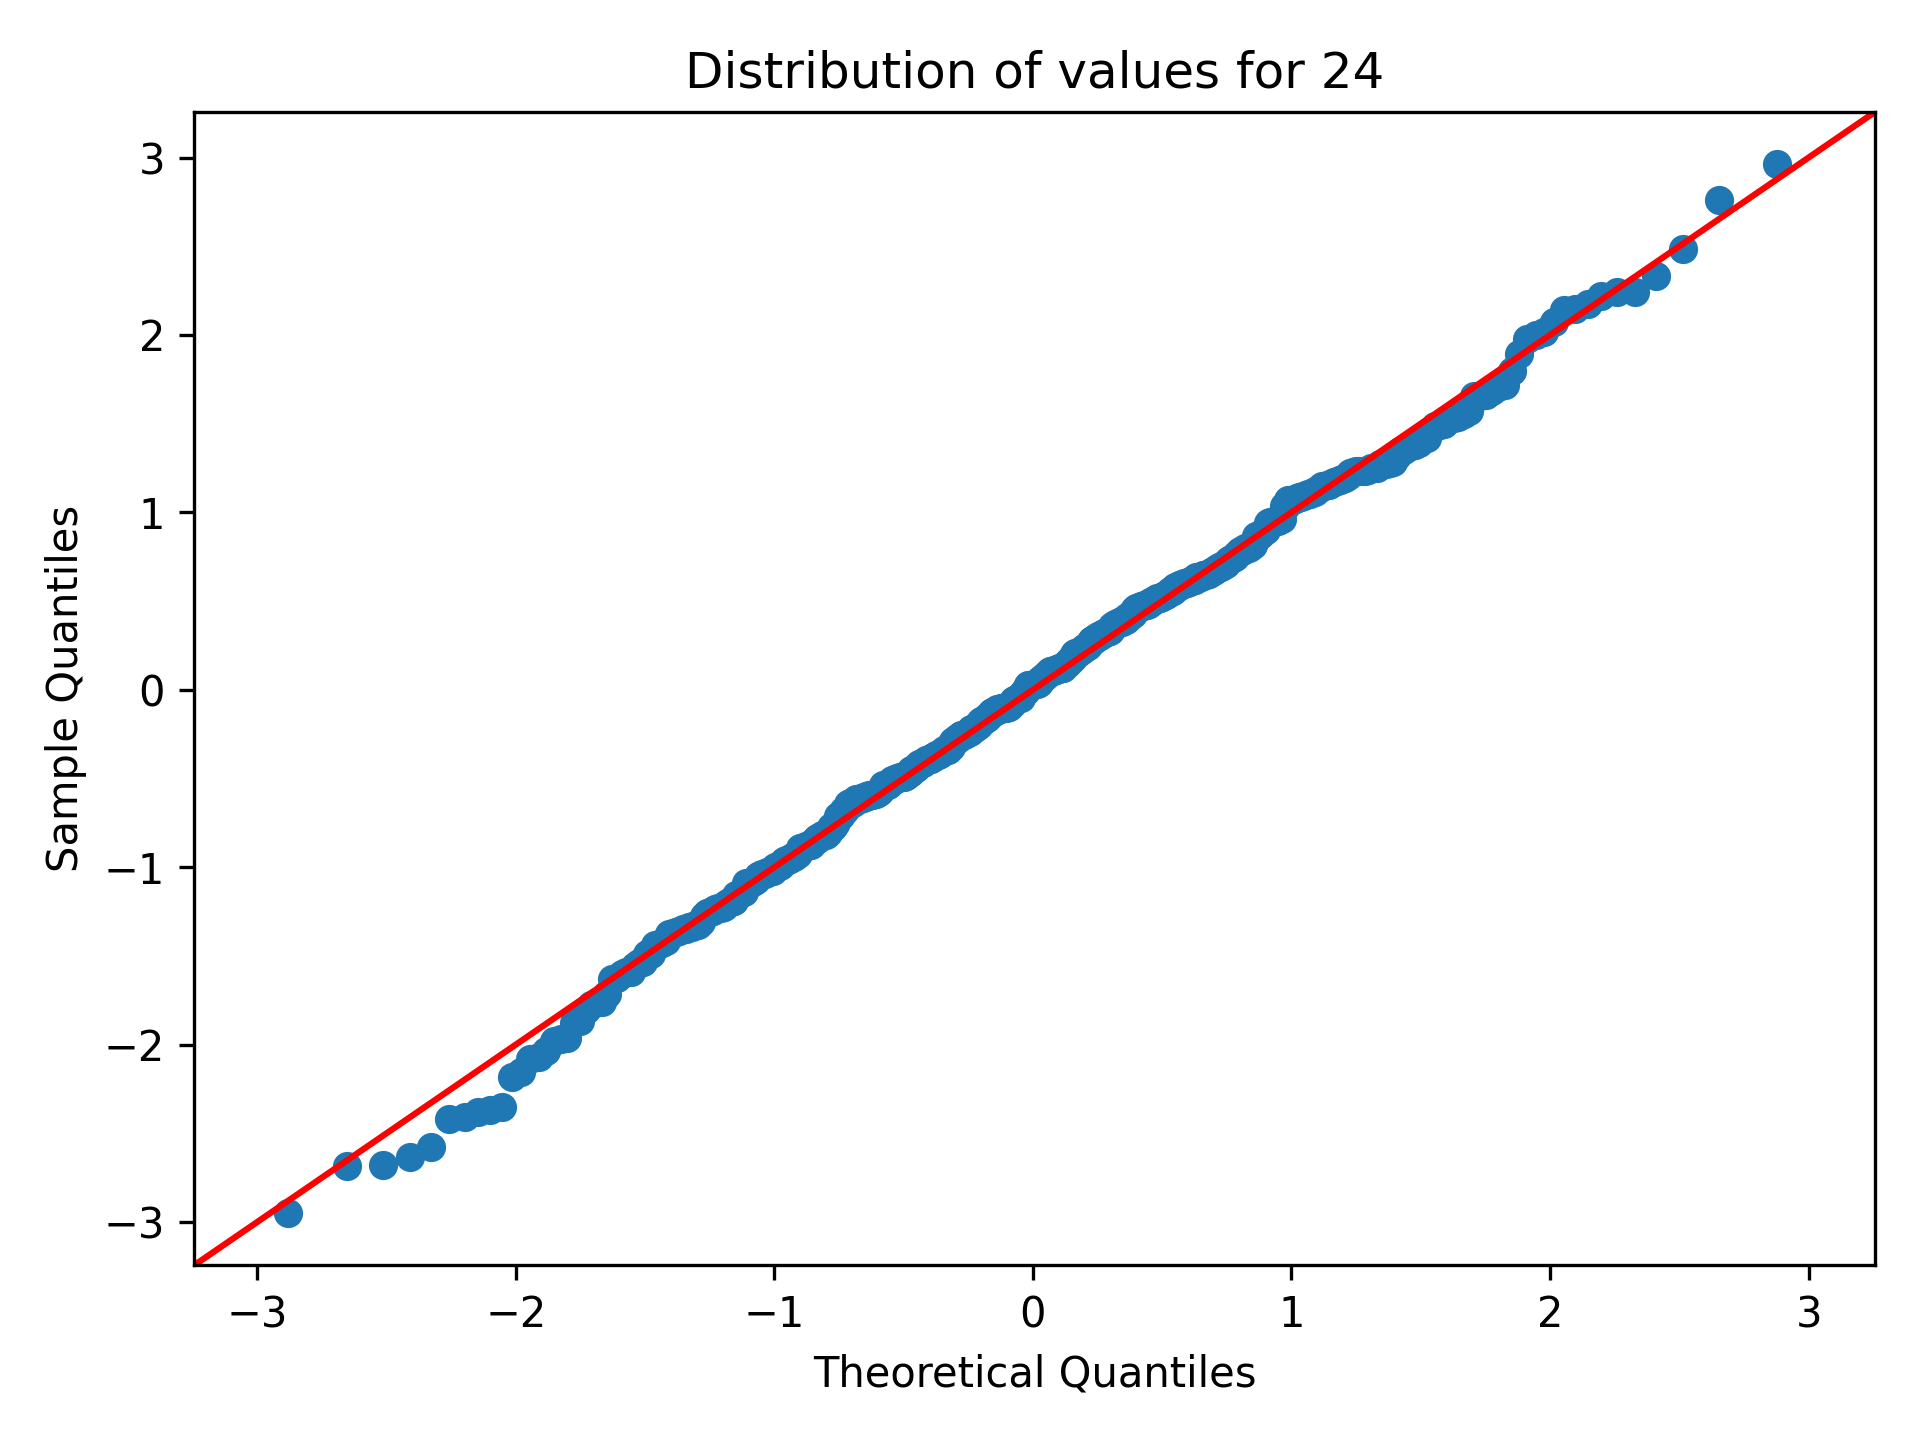 Distribution of values for 24
3
2
1
0
−1
−2
−3
Sample Quantiles
−3 −2 −1 0 1 2 3
Theoretical Quantiles